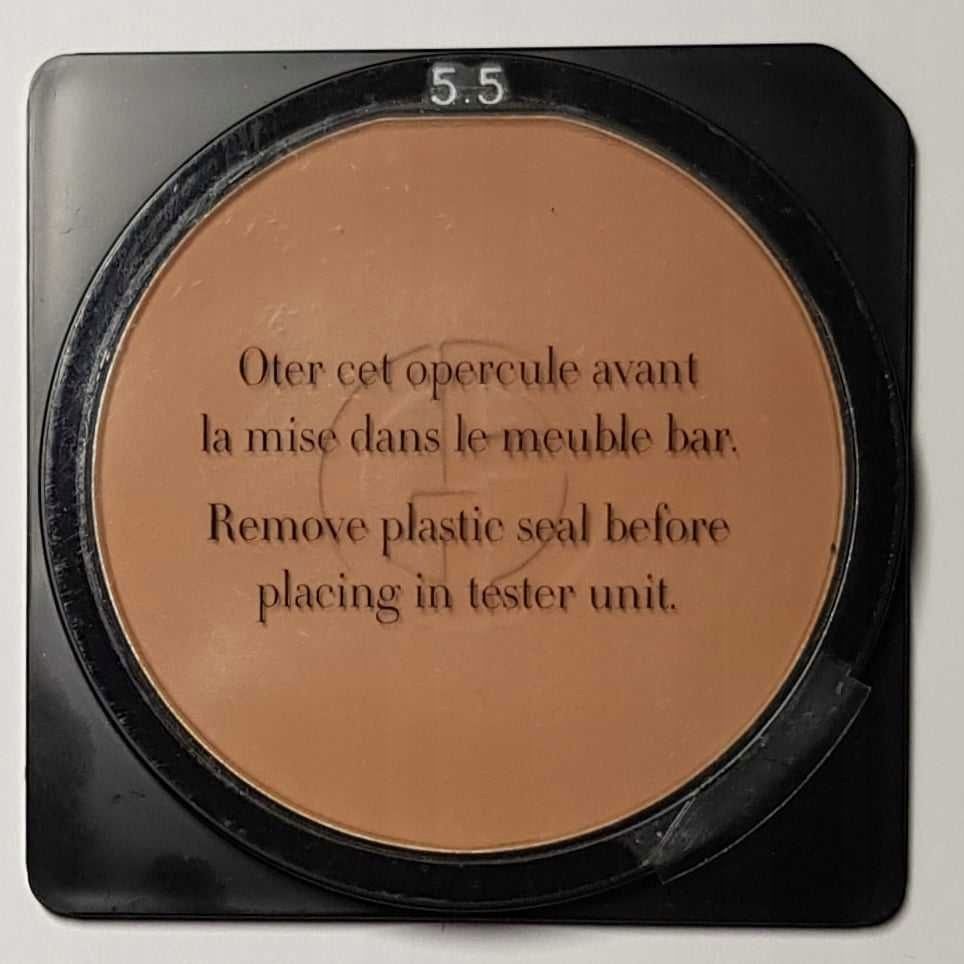 5.5
Oter cet opercule avant
la mise dans le meuble bar.
Remove plastic seal before
placing in tester unit.